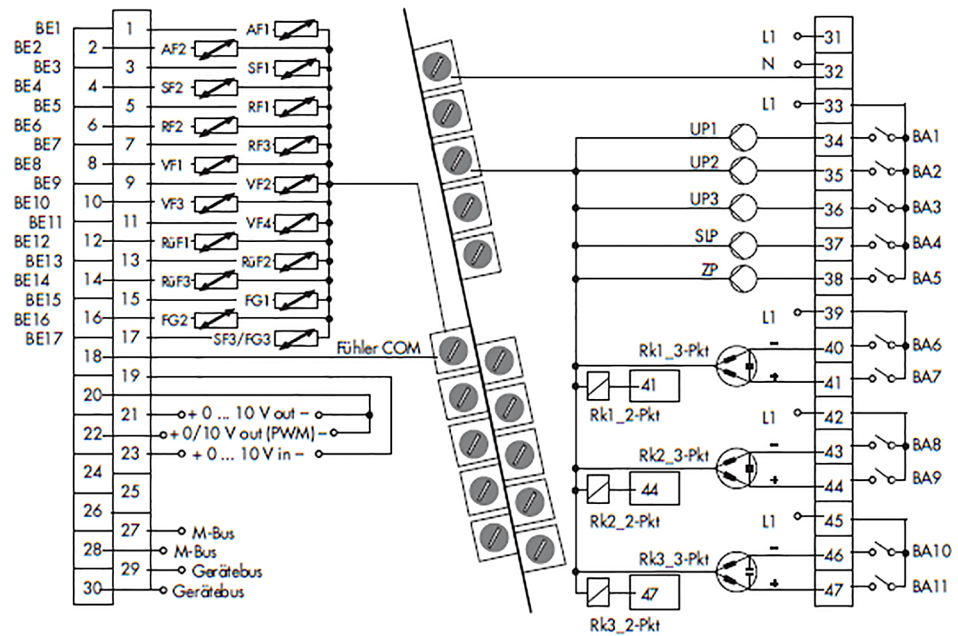 BE1 1 AF1
BE2 2 AF2
BE3 3 SF1
BE4 4 SF2
BE5 5 RF1
BE6 6 RF2
BE7 7 RF3
BE8 8 VF1
BE9 9 VF2
BE10 10 VF3
BE11 11 VF4
BE12 12 RüF1
BE13 13 RüF2
BE14 14 RüF3
BE15 15 FG1
BE16 16 FG2
BE17 17 SF3/FG3
18 Fühler COM
19
20
21 + 0 ... 10 V out –
22 + 0/10 V out (PWM) –
23 + 0 ... 10 V in –
24
25
26
27 M-Bus
28 M-Bus
29 Gerätebus
30 Gerätebus
L1 31
N 32
L1 33
UP1 34 BA1
UP2 35 BA2
UP3 36 BA3
SLP 37 BA4
ZP 38 BA5
L1 39
Rk1_3-Pkt – 40 BA6
41 + 41 BA7
Rk1_2-Pkt
L1 42
Rk2_3-Pkt – 43 BA8
44 + 44 BA9
Rk2_2-Pkt
L1 45
Rk3_3-Pkt – 46 BA10
47 + 47 BA11
Rk3_2-Pkt